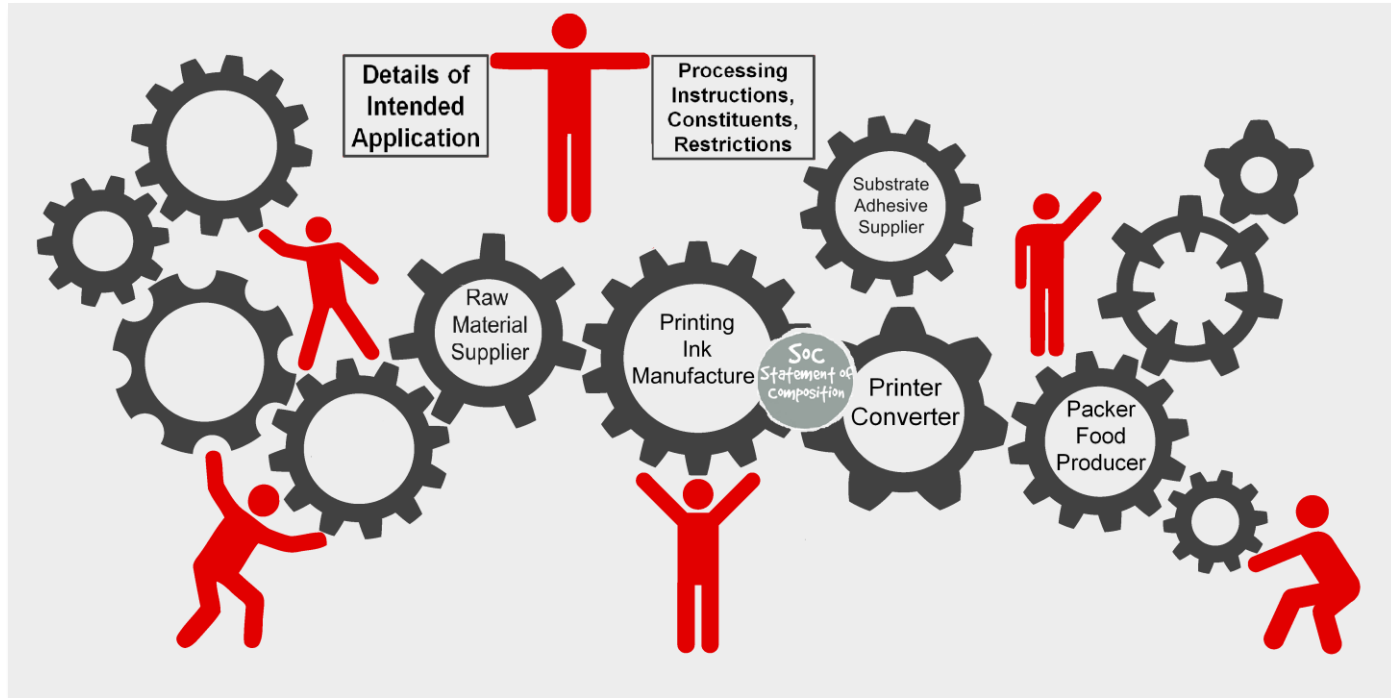 Details of
Intended
Application
Processing
Instructions,
Constituents,
Restrictions
Substrate
Adhesive
Supplier
Raw
Material
Supplier
Printing
Ink
Manufacture
SoC
Statement of
Composition
Printer
Converter
Packer
Food
Producer